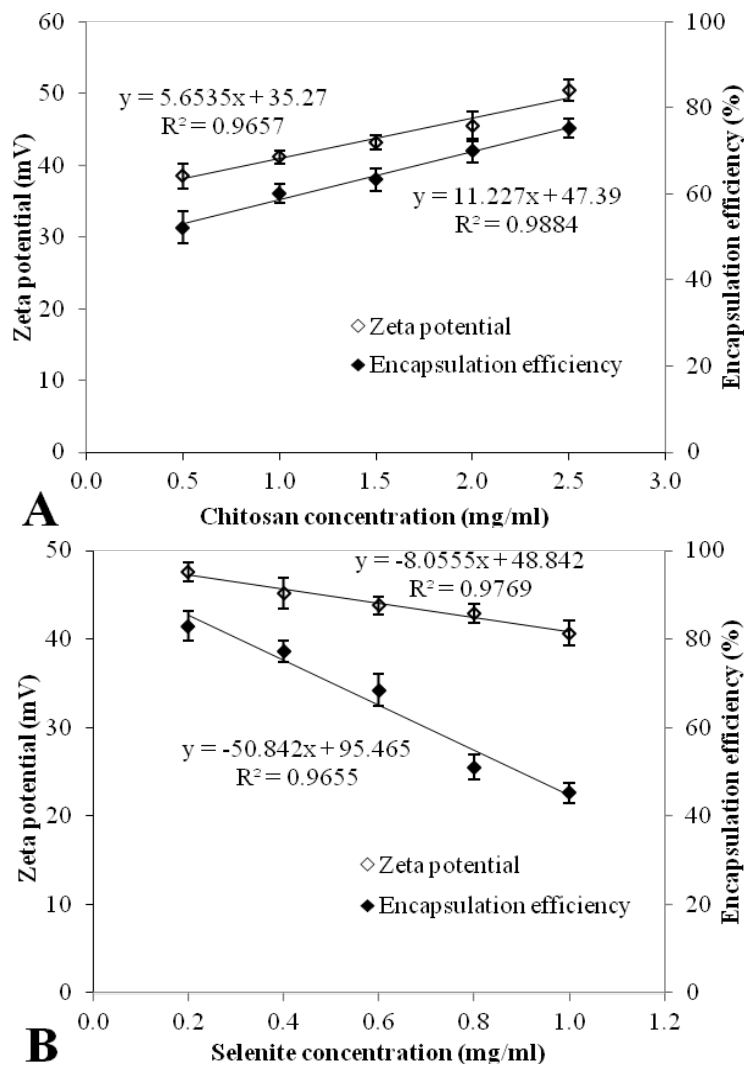 60
50
40
30
20
10
0
Zeta potential (mV)
100
80
60
40
20
0
Encapsulation efficiency (%)
y = 5.6535x + 35.27
R² = 0.9657
y = 11.227x + 47.39
R² = 0.9884
Zeta potential
Encapsulation efficiency
0.0 0.5 1.0 1.5 2.0 2.5 3.0
Chitosan concentration (mg/ml)
A
50
40
30
20
10
0
Zeta potential (mV)
100
80
60
40
20
0
Encapsulation efficiency (%)
y = -8.0555x + 48.842
R² = 0.9769
y = -50.842x + 95.465
R² = 0.9655
Zeta potential
Encapsulation efficiency
0.0 0.2 0.4 0.6 0.8 1.0 1.2
Selenite concentration (mg/ml)
B